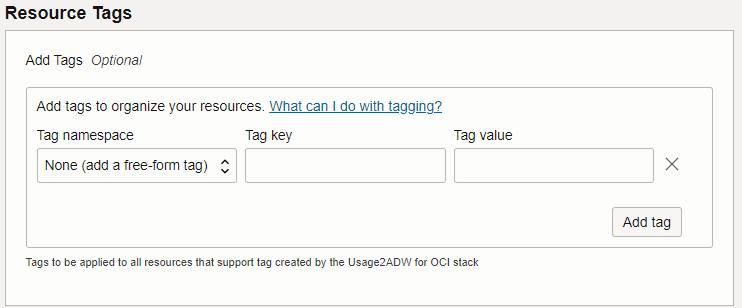 Resource Tags
Add Tags Optional
Add tags to organize your resources. What can I do with tagging?
Tag namespace Tag key Tag value
None (add a free-form tag)
Add tag
Tags to be applied to all resources that support tag created by the Usage2ADW for OCI stack